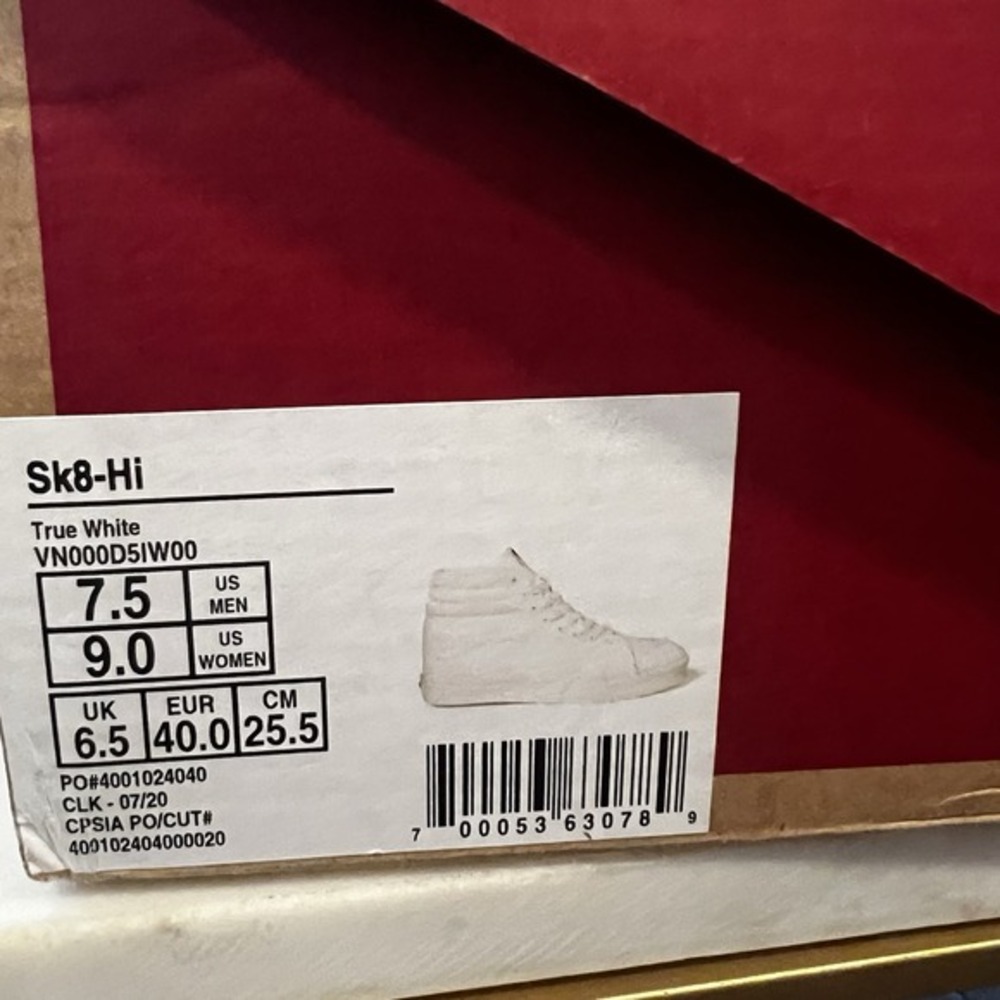 Sk8-Hi
True White
VN000D5IW00
7.5 US MEN
9.0 US WOMEN
UK EUR CM
6.5 40.0 25.5
PO#4001024040
CLK - 07/20
CPSIA PO/CUT#
400102404000020
7 00053 63078 9